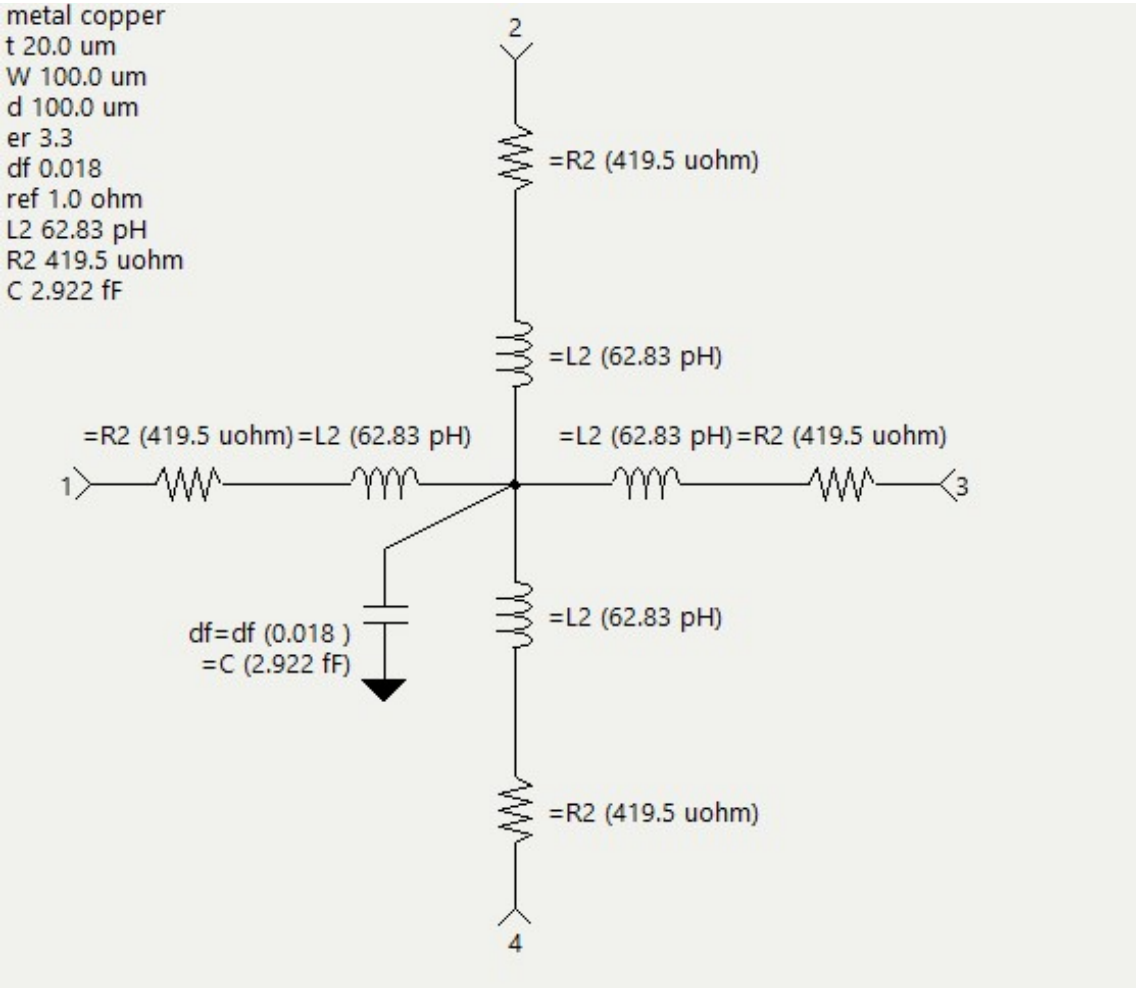 metal copper
t 20.0 um
W 100.0 um
d 100.0 um
er 3.3
df 0.018
ref 1.0 ohm
L2 62.83 pH
R2 419.5 uohm
C 2.922 fF
2
=R2 (419.5 uohm)
=L2 (62.83 pH)
=R2 (419.5 uohm) =L2 (62.83 pH) =L2 (62.83 pH) =R2 (419.5 uohm)
1 3
=L2 (62.83 pH)
df=df (0.018 )
=C (2.922 fF)
=R2 (419.5 uohm)
4